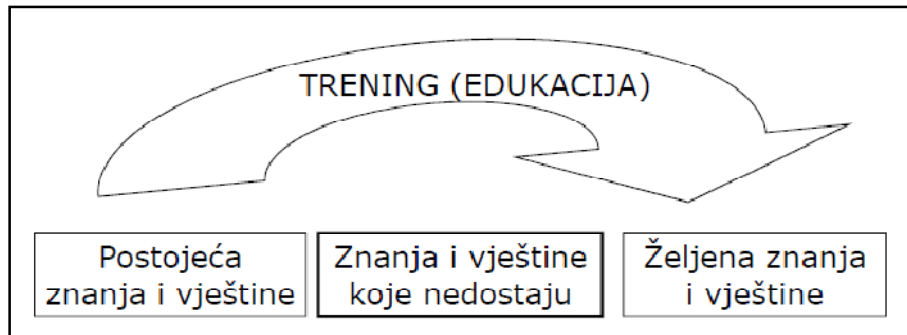 TRENING (EDUKACIJA)
Postojeća
znanja i vještine
Znanja i vještine
koje nedostaju
Željena znanja
i vještine